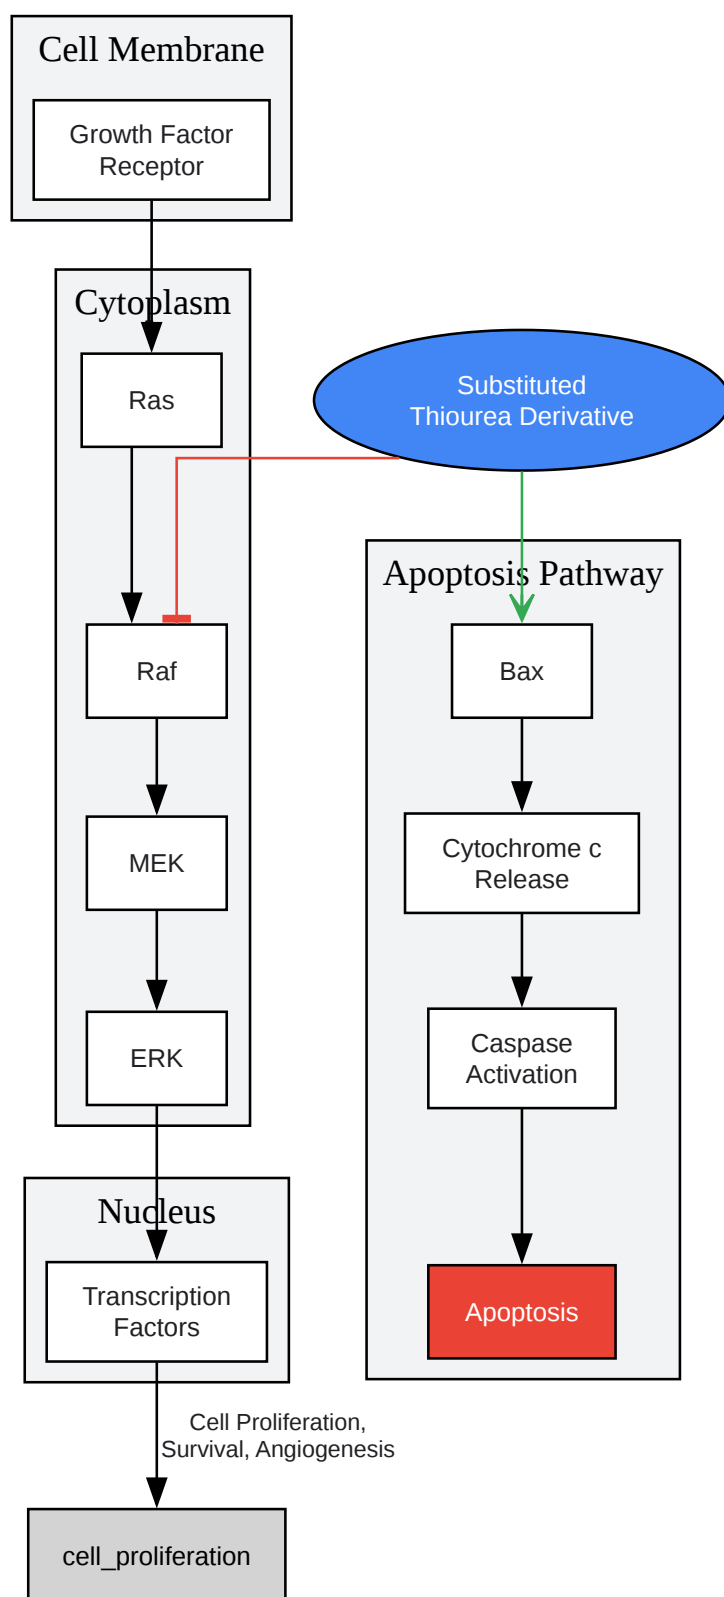 Cell Membrane
Growth Factor
Receptor
Cytoplasm
Ras
Substituted
Thiourea Derivative
Apoptosis Pathway
Raf
Bax
MEK
Cytochrome c
Release
ERK
Caspase
Activation
Nucleus
Transcription
Factors
Apoptosis
Cell Proliferation,
Survival, Angiogenesis
cell_proliferation